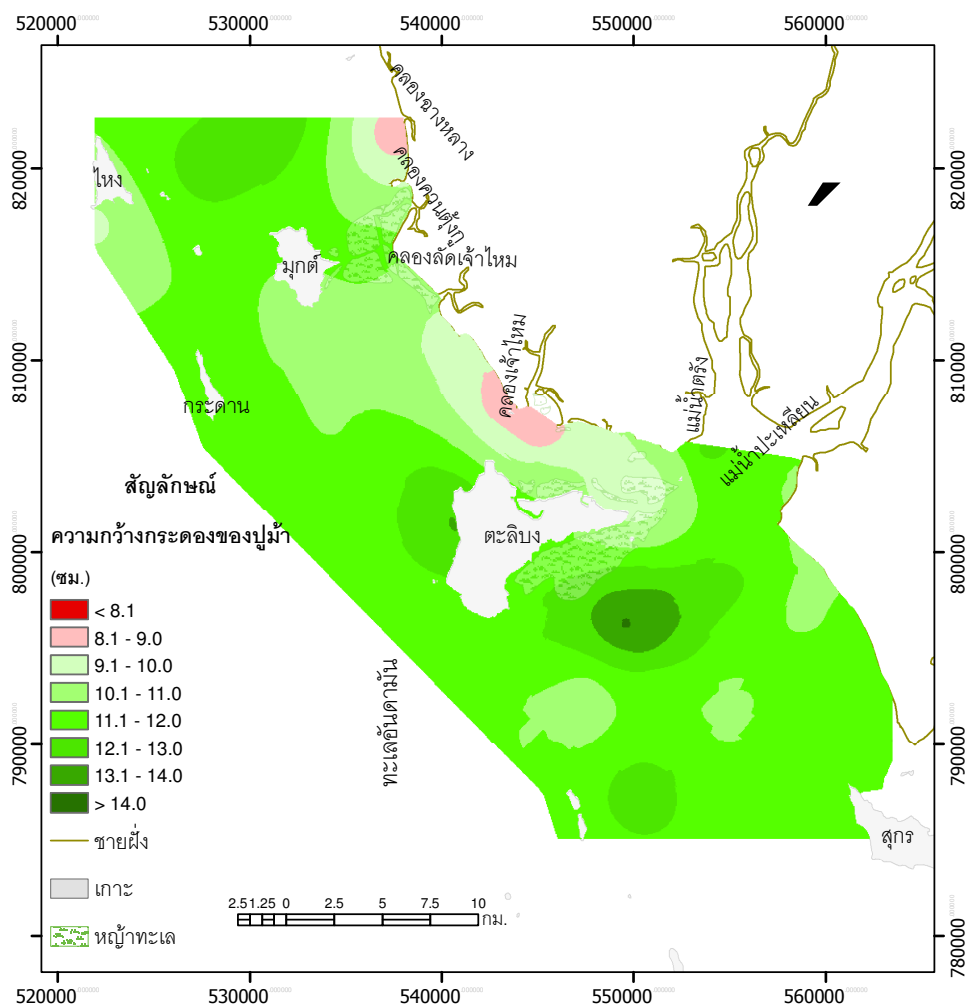 520000 530000 540000 550000 560000
820000
810000
800000
790000
780000
820000
810000
800000
790000
780000
คลองฉางหลาง
คลองควนตุ้งกู
ไหง
มุกต์
คลองลัดเจ้าไหม
คลองเจ้าไหม
แม่น้ำตรัง
แม่น้ำปะเหลียน
กระดาน
ตะลิบง
ทะเลอันดามัน
สุกร
สัญลักษณ์
ความกว้างกระดองของปูม้า
(ซม.)
< 8.1
8.1 - 9.0
9.1 - 10.0
10.1 - 11.0
11.1 - 12.0
12.1 - 13.0
13.1 - 14.0
> 14.0
ชายฝั่ง
เกาะ
หญ้าทะเล
2.5 1.25 0 2.5 5 7.5 10
กม.
520000 530000 540000 550000 560000